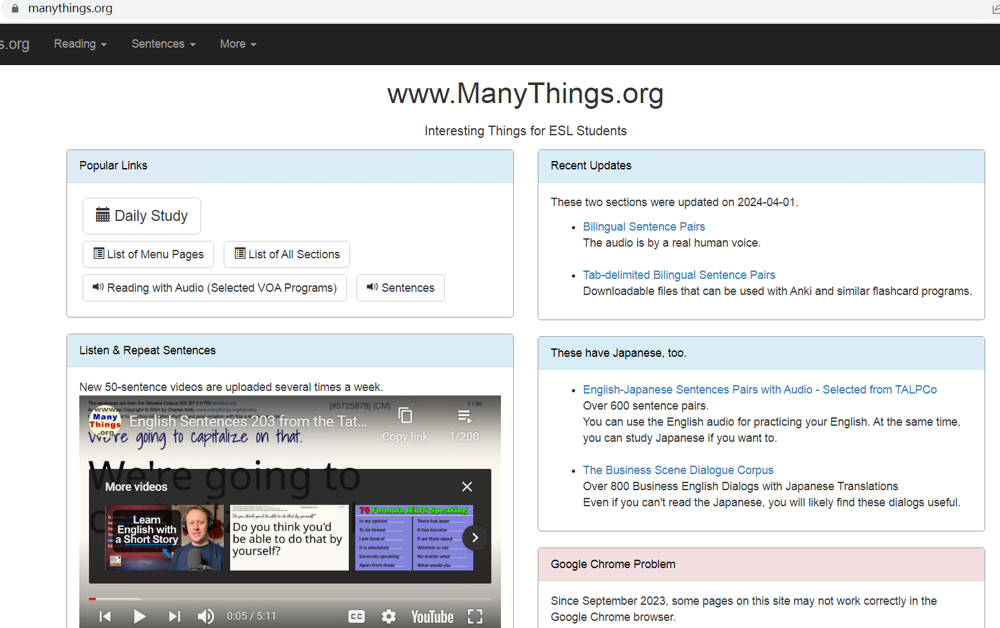 manythings.org
s.org
Reading
Sentences
More
www.ManyThings.org
Interesting Things for ESL Students
Popular Links
Daily Study
List of Menu Pages
List of All Sections
Reading with Audio (Selected VOA Programs)
Sentences
Listen & Repeat Sentences
New 50-sentence videos are uploaded several times a week.
The sentences are from the Tatoeba Corpus (CC BY 2.0 FR) tatoeba.org
Copyright © 2024 by Charles Kelly www.manythings.org/tatoeba
[#5725878] (CM)
1 / 50
www.
Many
Things
.org
English Sentences 203 from the Tat...
Copy link
1/200
We're going to capitalize on that.
We're going to
More videos
Learn
English with
a Short Story
Do you think you'd be able to do that by yourself?
Do you think you'd
be able to do that by
yourself?
70 Formula IELTS Speaking
In my opinion
To be honest
I am fond of
It is absolutely
Generally speaking
Apart from these
There has been
It has become
If we think about
Whether or not
No matter what
What would you
0:05 / 5:11
CC
YouTube
Recent Updates
These two sections were updated on 2024-04-01.
Bilingual Sentence Pairs
The audio is by a real human voice.
Tab-delimited Bilingual Sentence Pairs
Downloadable files that can be used with Anki and similar flashcard programs.
These have Japanese, too.
English-Japanese Sentences Pairs with Audio - Selected from TALPCo
Over 600 sentence pairs.
You can use the English audio for practicing your English. At the same time,
you can study Japanese if you want to.
The Business Scene Dialogue Corpus
Over 800 Business English Dialogs with Japanese Translations
Even if you can't read the Japanese, you will likely find these dialogs useful.
Google Chrome Problem
Since September 2023, some pages on this site may not work correctly in the
Google Chrome browser.